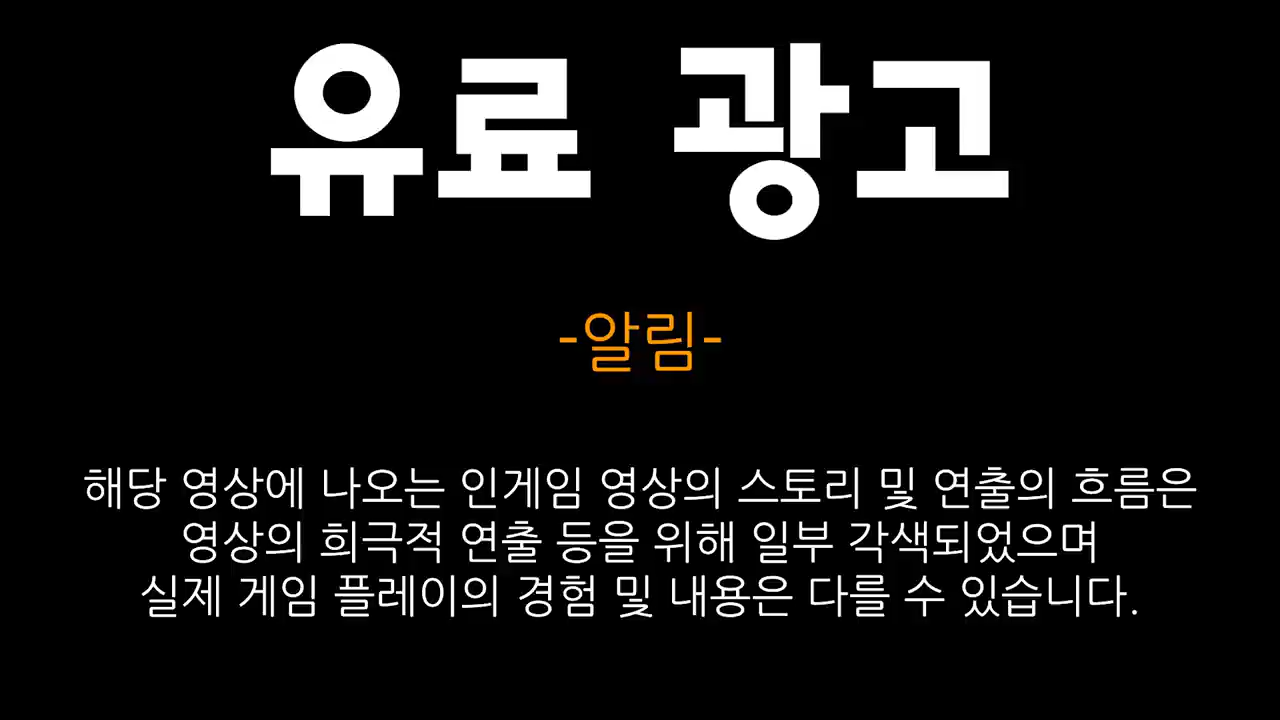 유료 광고
-알림-
해당 영상에 나오는 인게임 영상의 스토리 및 연출의 흐름은
영상의 희극적 연출 등을 위해 일부 각색되었으며
실제 게임 플레이의 경험 및 내용은 다를 수 있습니다.